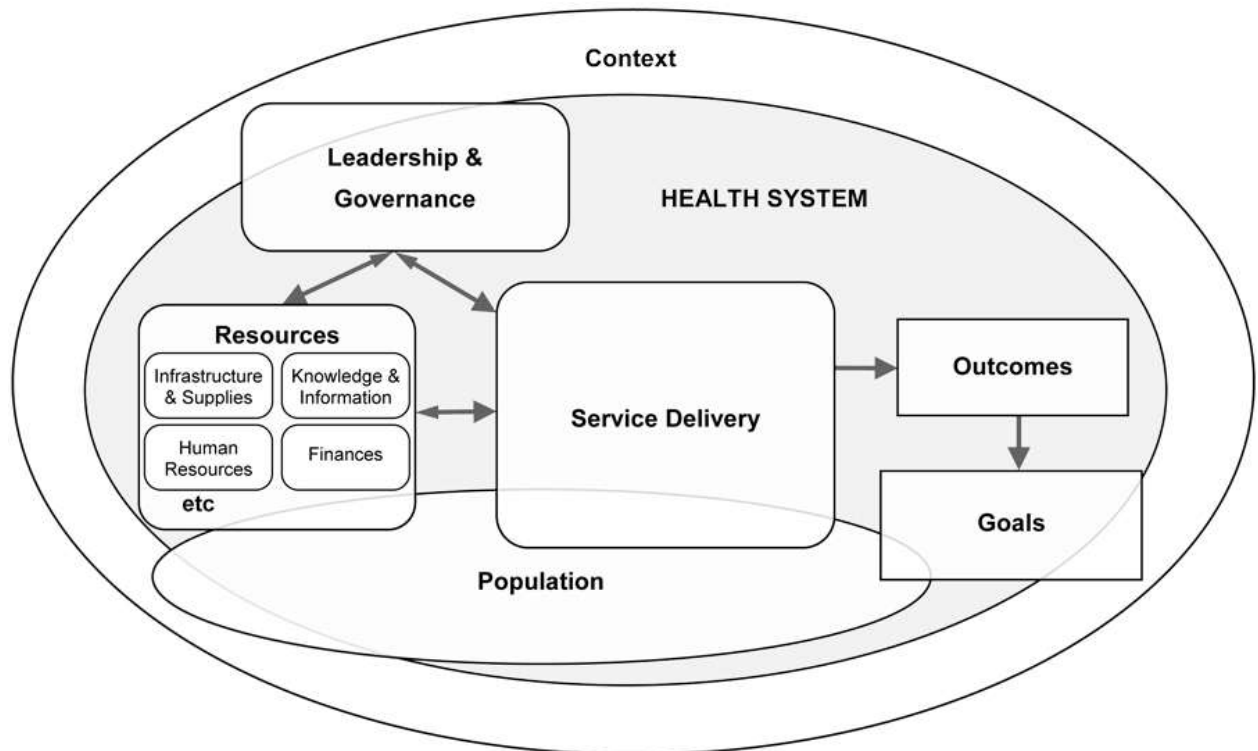 Context
Leadership &
Governance
HEALTH SYSTEM
Resources
Infrastructure
& Supplies
Knowledge &
Information
Human
Resources
Finances
etc
Service Delivery
Outcomes
Goals
Population